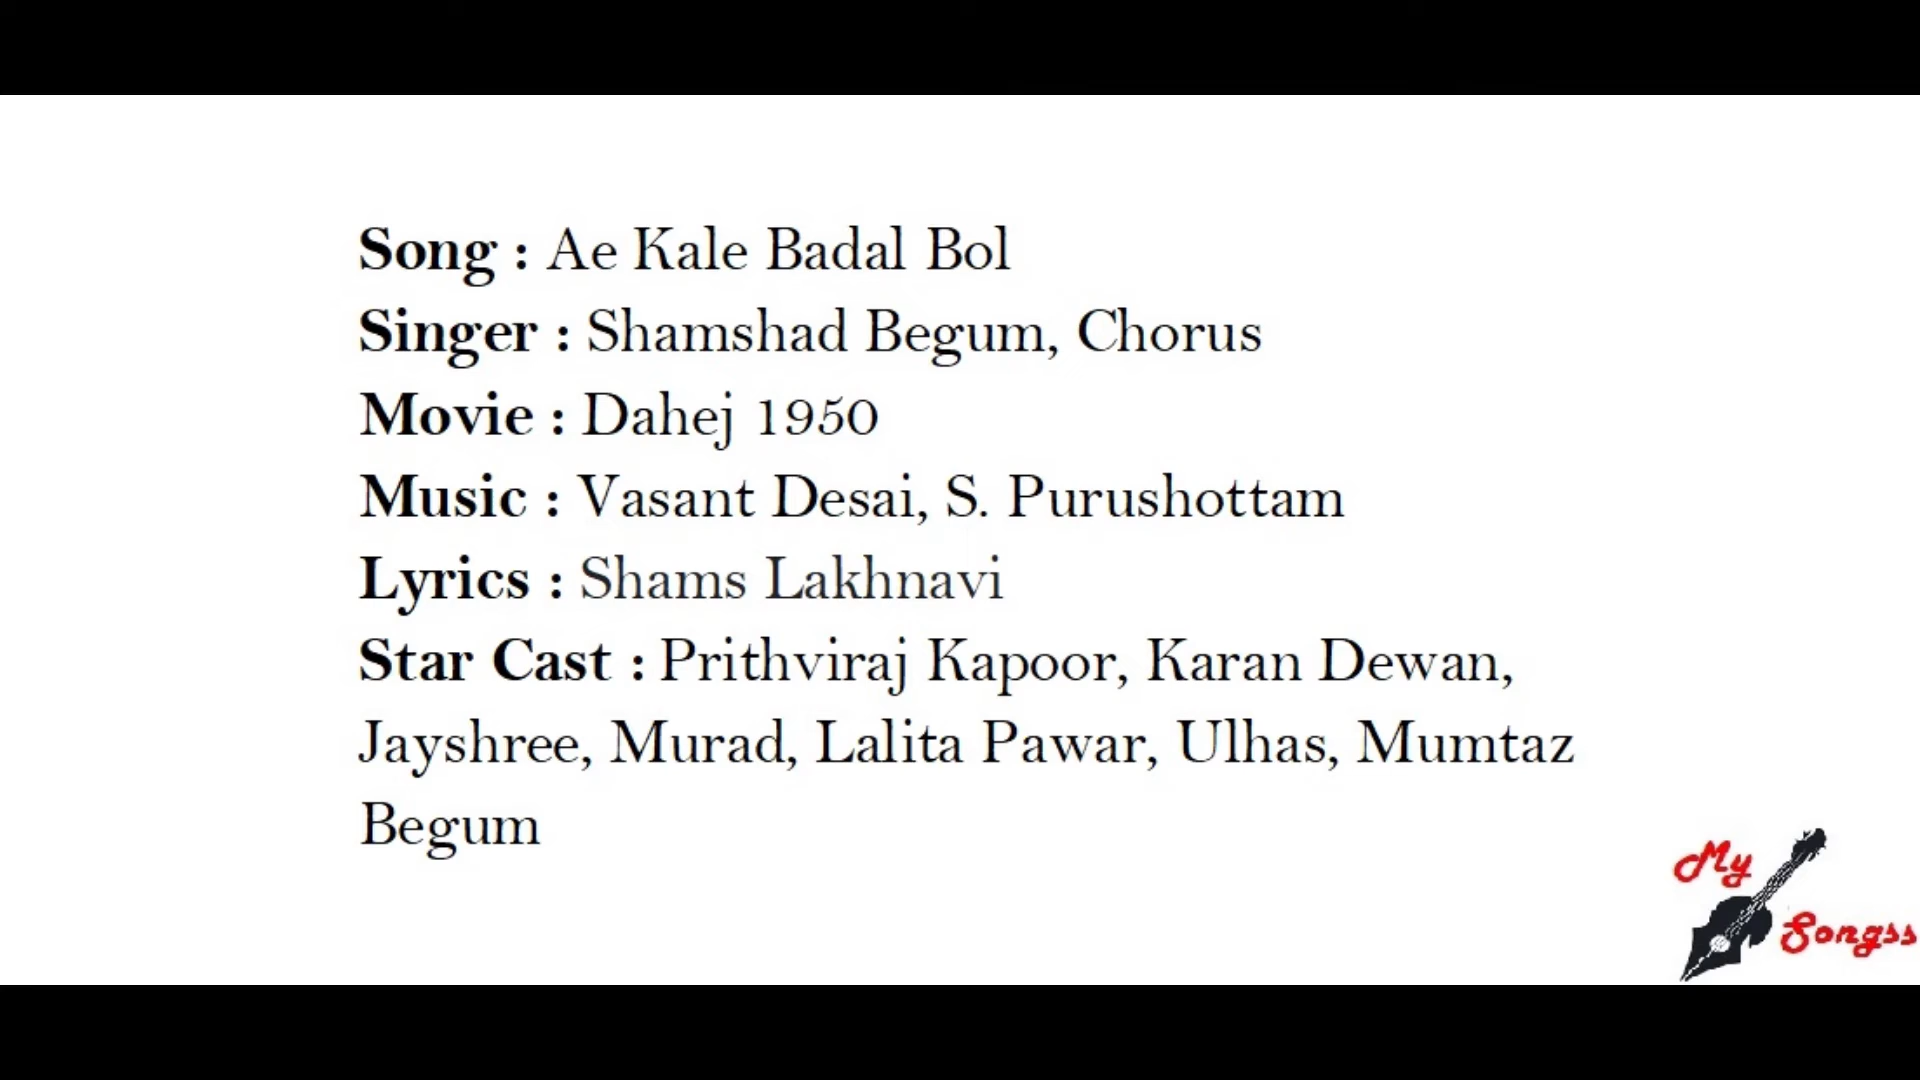 Song : Ae Kale Badal Bol
Singer : Shamshad Begum, Chorus
Movie : Dahej 1950
Music : Vasant Desai, S. Purushottam
Lyrics : Shams Lakhnavi
Star Cast : Prithviraj Kapoor, Karan Dewan,
Jayshree, Murad, Lalita Pawar, Ulhas, Mumtaz
Begum
My
Songss